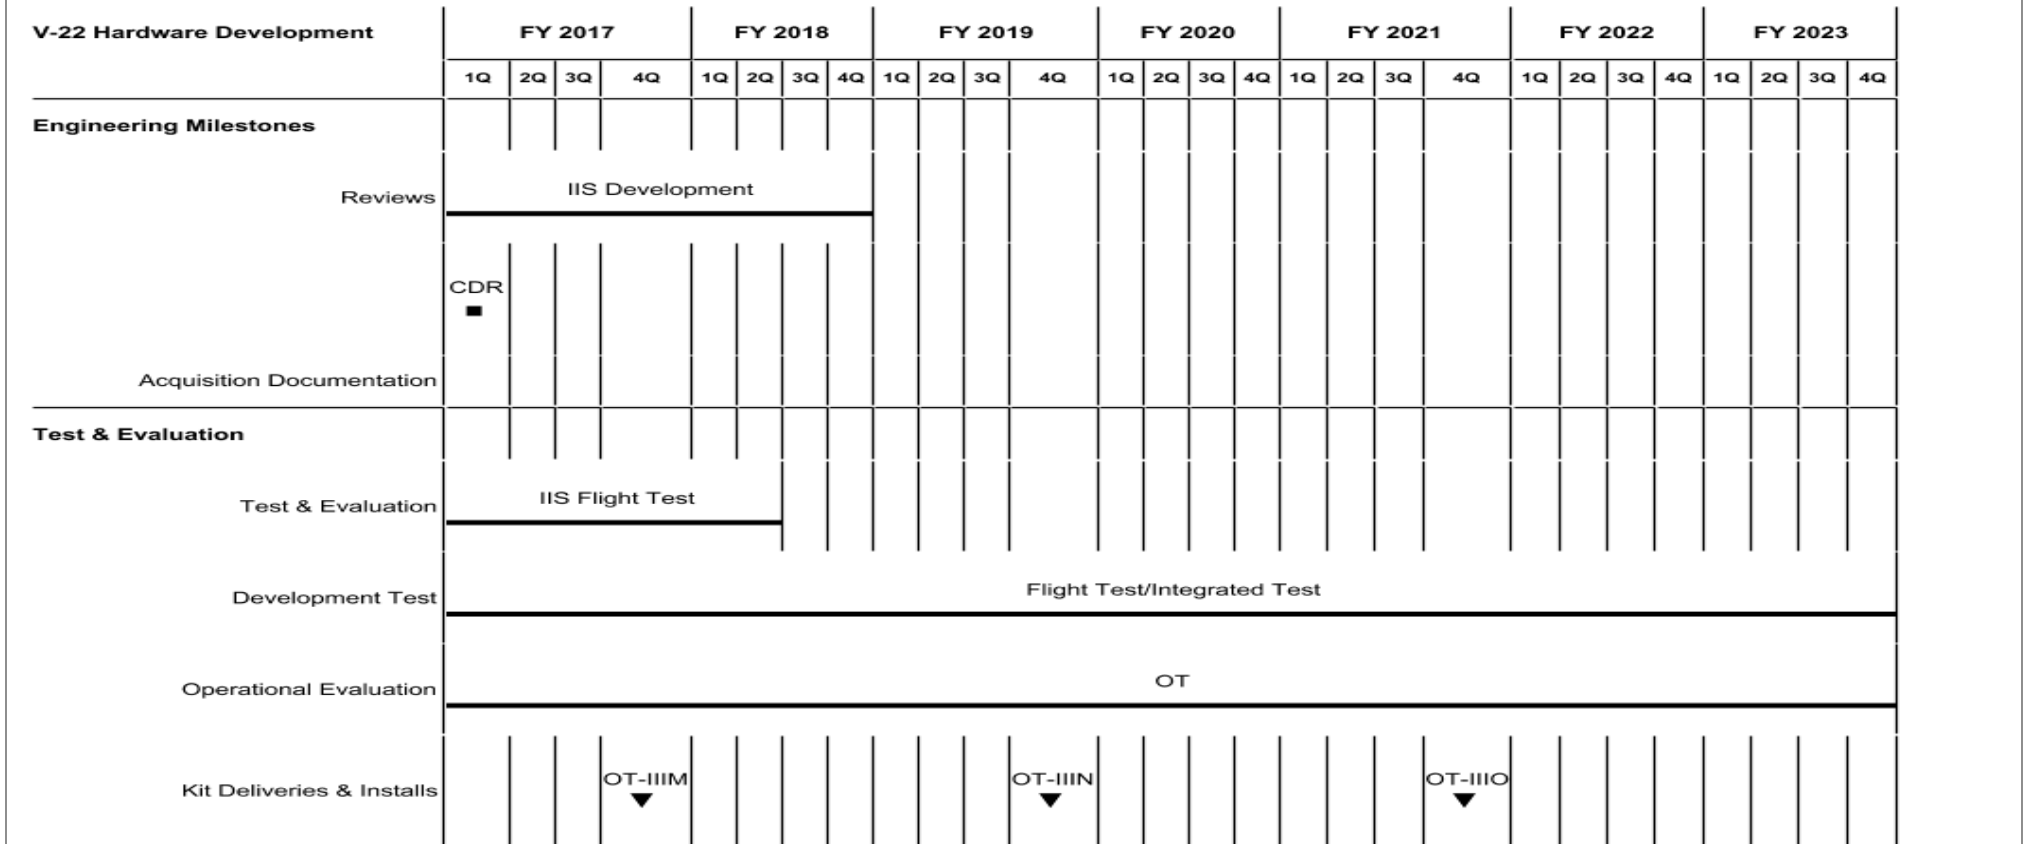 V-22 Hardware Development FY 2017 FY 2018 FY 2019 FY 2020 FY 2021 FY 2022 FY 2023
1Q 2Q 3Q 4Q 1Q 2Q 3Q 4Q 1Q 2Q 3Q 4Q 1Q 2Q 3Q 4Q 1Q 2Q 3Q 4Q 1Q 2Q 3Q 4Q 1Q 2Q 3Q 4Q
Engineering Milestones
IIS Development
Reviews
CDR
Acquisition Documentation
Test & Evaluation
IIS Flight Test
Test & Evaluation
Flight Test/Integrated Test
Development Test
OT
Operational Evaluation
OT-IIIM OT-IIIN OT-IIIO
Kit Deliveries & Installs